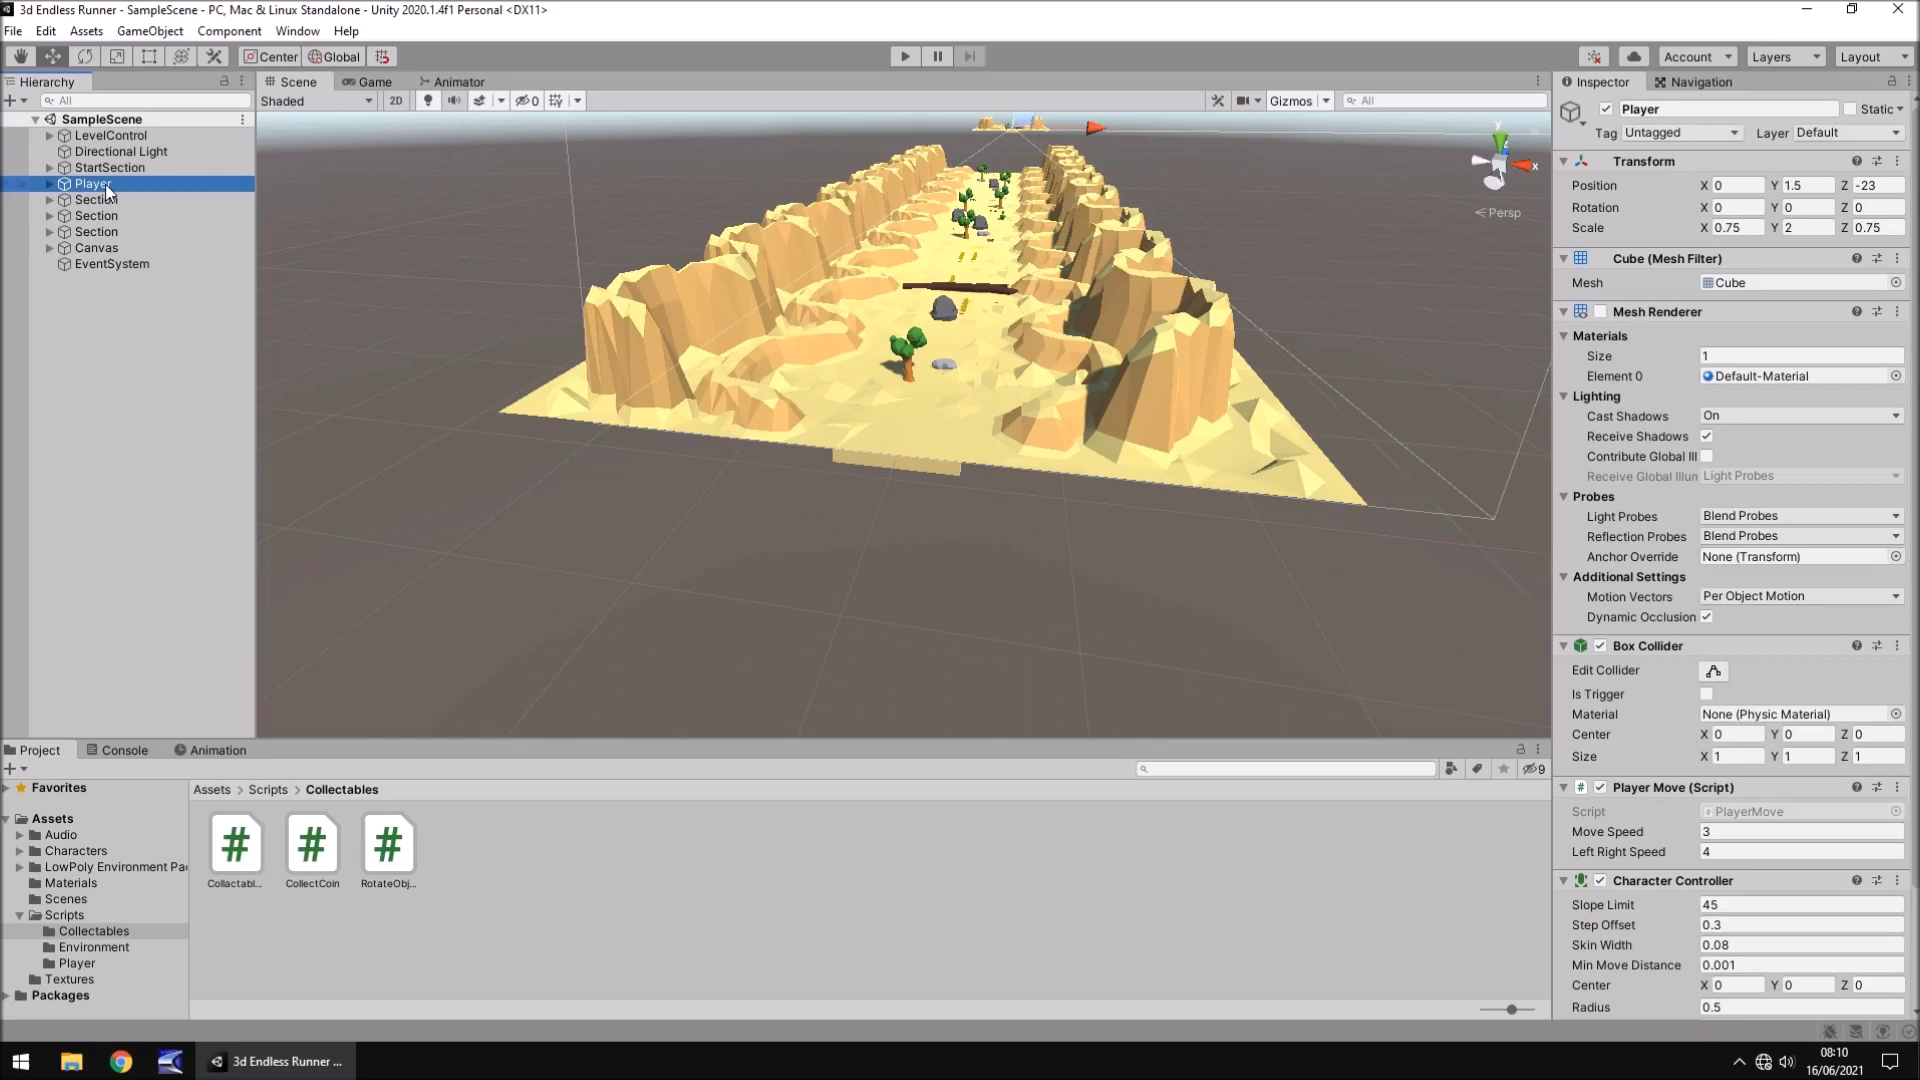 3d Endless Runner - SampleScene - PC, Mac & Linux Standalone - Unity 2020.1.4f1 Personal <DX11>
File Edit Assets GameObject Component Window Help
Center Global Account Layers Layout
Hierarchy
All
SampleScene
LevelControl
Directional Light
StartSection
Player
Section
Section
Section
Canvas
EventSystem
Scene Game Animator
Shaded 2D 0 Gizmos All
y
x
Persp
Inspector Navigation
Player Static
Tag Untagged Layer Default
Transform
Position X 0 Y 1.5 Z -23
Rotation X 0 Y 0 Z 0
Scale X 0.75 Y 2 Z 0.75
Cube (Mesh Filter)
Mesh Cube
Mesh Renderer
Materials
Size 1
Element 0 Default-Material
Lighting
Cast Shadows On
Receive Shadows
Contribute Global Ill
Receive Global Illun Light Probes
Probes
Light Probes Blend Probes
Reflection Probes Blend Probes
Anchor Override None (Transform)
Additional Settings
Motion Vectors Per Object Motion
Dynamic Occlusion
Box Collider
Edit Collider
Is Trigger
Material None (Physic Material)
Center X 0 Y 0 Z 0
Size X 1 Y 1 Z 1
Player Move (Script)
Script PlayerMove
Move Speed 3
Left Right Speed 4
Character Controller
Slope Limit 45
Step Offset 0.3
Skin Width 0.08
Min Move Distance 0.001
Center X 0 Y 0 Z 0
Radius 0.5
Project Console Animation
9
Favorites
Assets
Audio
Characters
LowPoly Environment Pa
Materials
Scenes
Scripts
Collectables
Environment
Player
Textures
Packages
Assets > Scripts > Collectables
Collactabl... CollectCoin RotateObj...
3d Endless Runner ...
08:10
16/06/2021